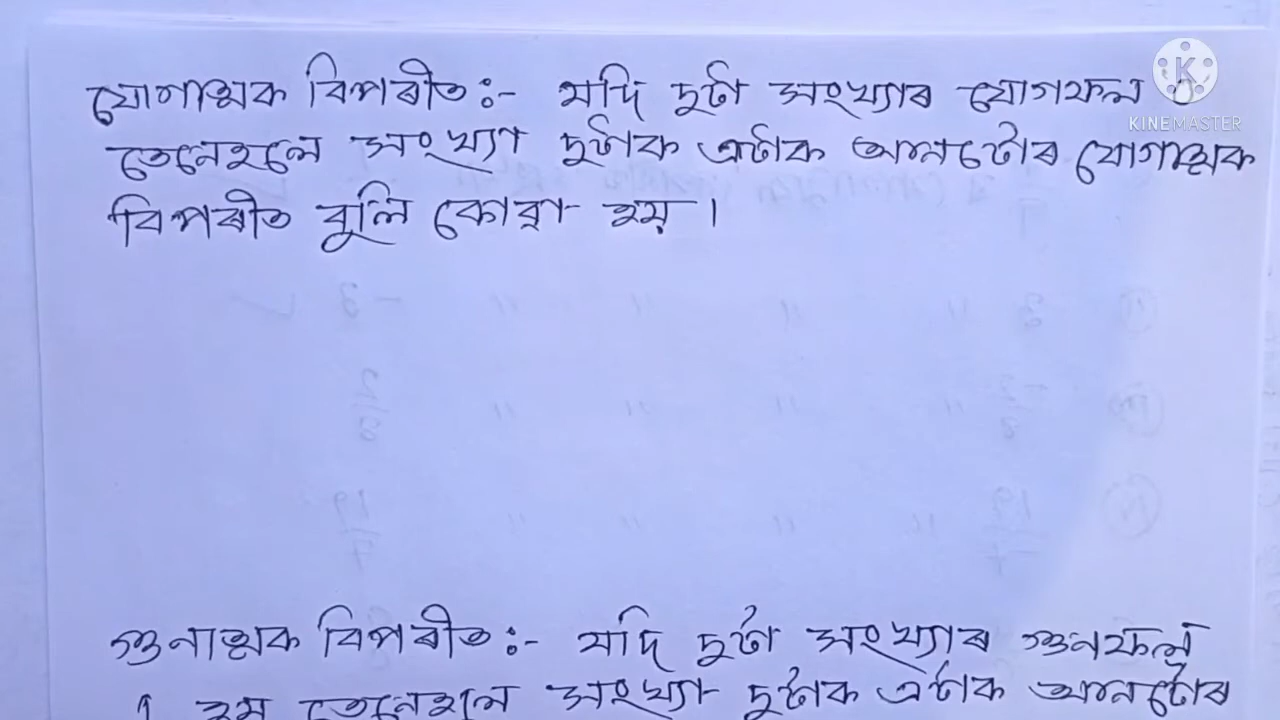 যোগাত্মক বিপৰীত :- যদি দুটা সংখ্যাৰ যোগফল 0
KINEMASTER
তেনেহলে সংখ্যা দুটাক এটাক আনটোৰ যোগাত্মক
বিপৰীত বুলি কোৱা হয়।
গুনাত্মক বিপৰীত :- যদি দুটা সংখ্যাৰ গুনফল
1 হয় তেনেহলে সংখ্যা দুটাক এটাক আনটোৰ